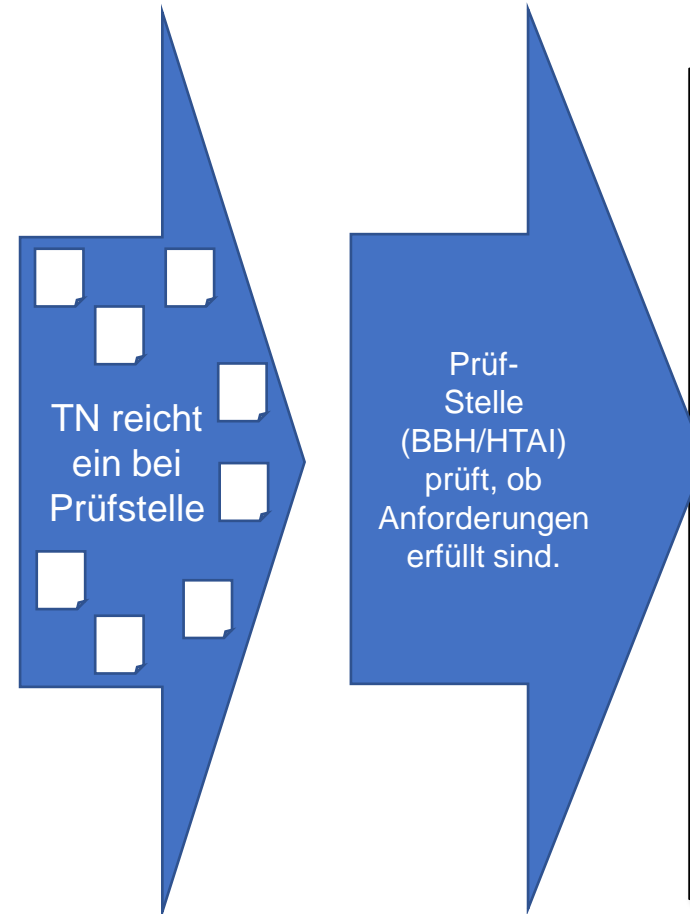 TN reicht
ein bei
Prüfstelle
Prüf-
Stelle
(BBH/HTAI)
prüft, ob
Anforderungen
erfüllt sind.